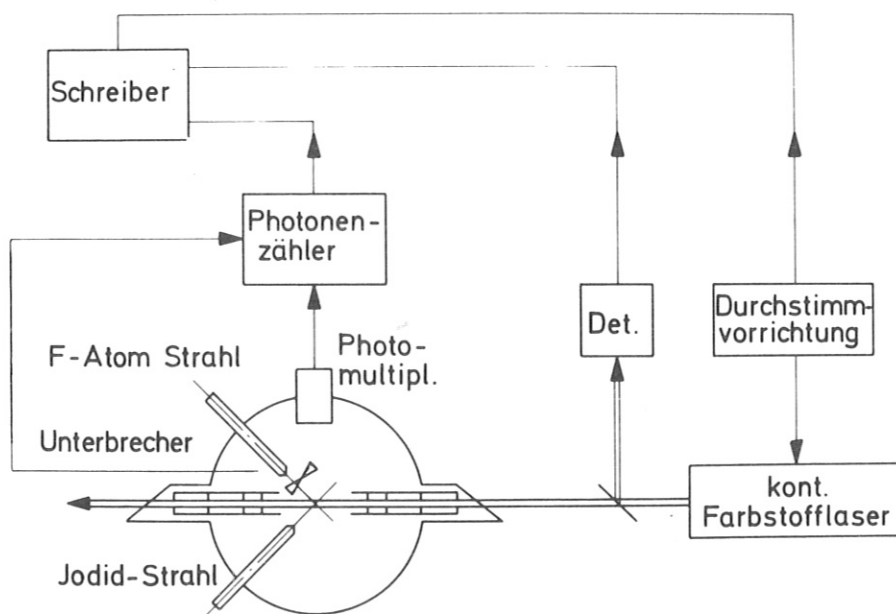 Schreiber
Photonen-
zähler
F-Atom Strahl
Photo-
multipl.
Det.
Durchstimm-
vorrichtung
Unterbrecher
kont.
Farbstofflaser
Jodid-Strahl